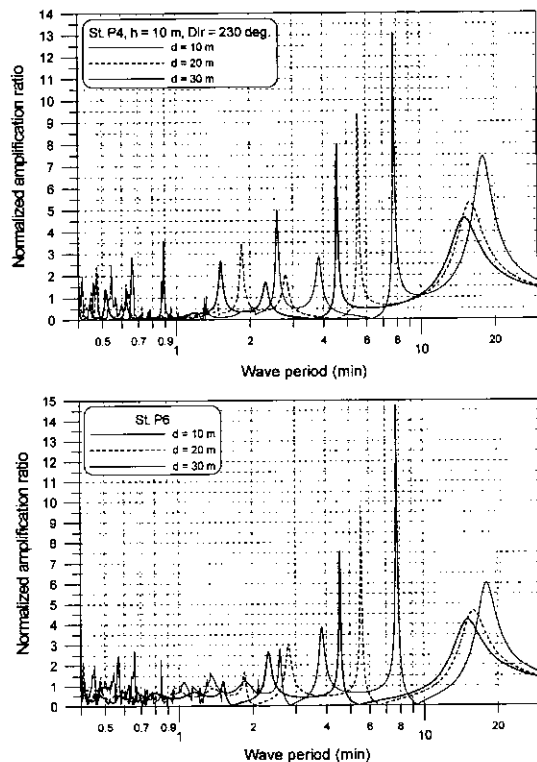 St. P4, h = 10 m, Dir = 230 deg.
d = 10 m
d = 20 m
d = 30 m
Normalized amplification ratio
14
13
12
11
10
9
8
7
6
5
4
3
2
1
0
0.5 0.7 0.9 2 4 6 8 20
1 10
Wave period (min)
St. P6
d = 10 m
d = 20 m
d = 30 m
Normalized amplification ratio
15
14
13
12
11
10
9
8
7
6
5
4
3
2
1
0
0.5 0.7 0.9 2 4 6 8 20
1 10
Wave period (min)